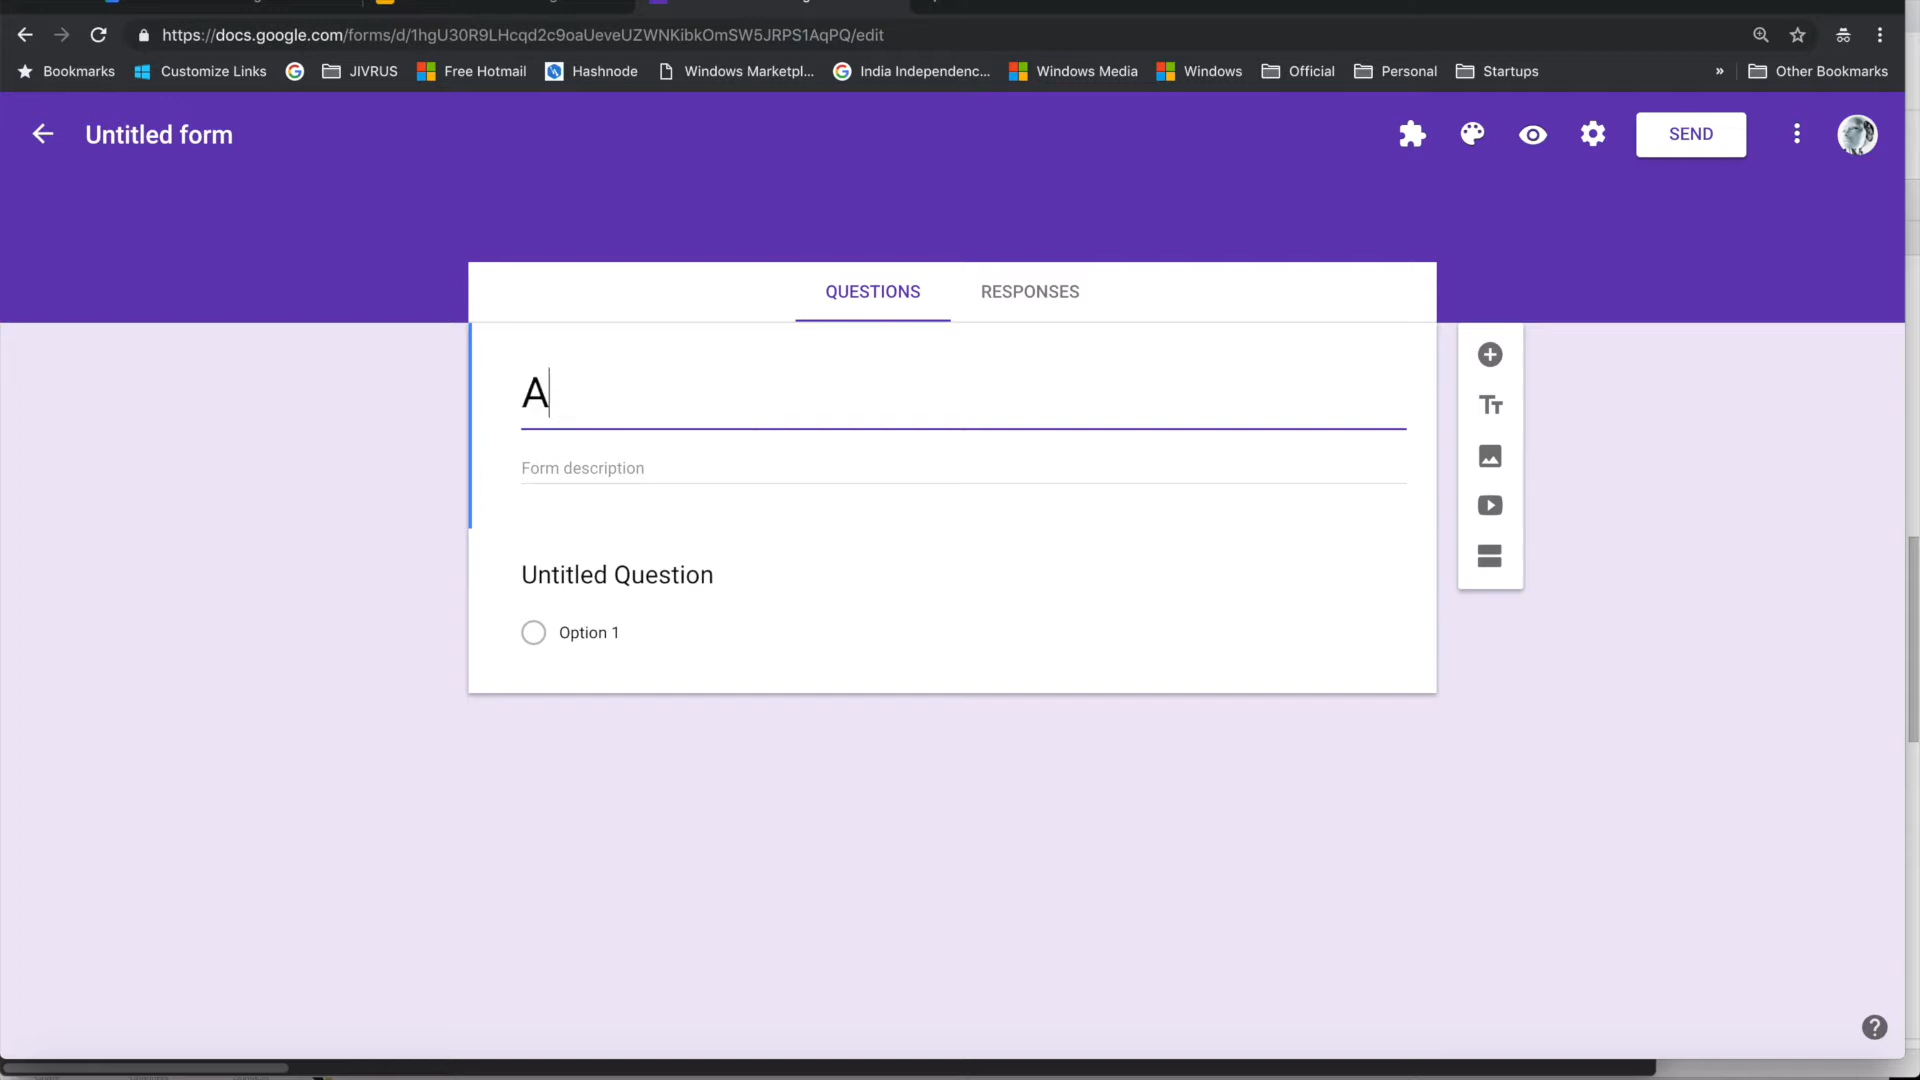 https://docs.google.com/forms/d/1hgU30R9LHcqd2c9oaUeveUZWNKibkOmSW5JRPS1AqPQ/edit
Bookmarks Customize Links JIVRUS Free Hotmail Hashnode Windows Marketpl... India Independenc... Windows Media Windows Official Personal Startups » Other Bookmarks
Untitled form SEND
QUESTIONS RESPONSES
A
Form description
Untitled Question
Option 1